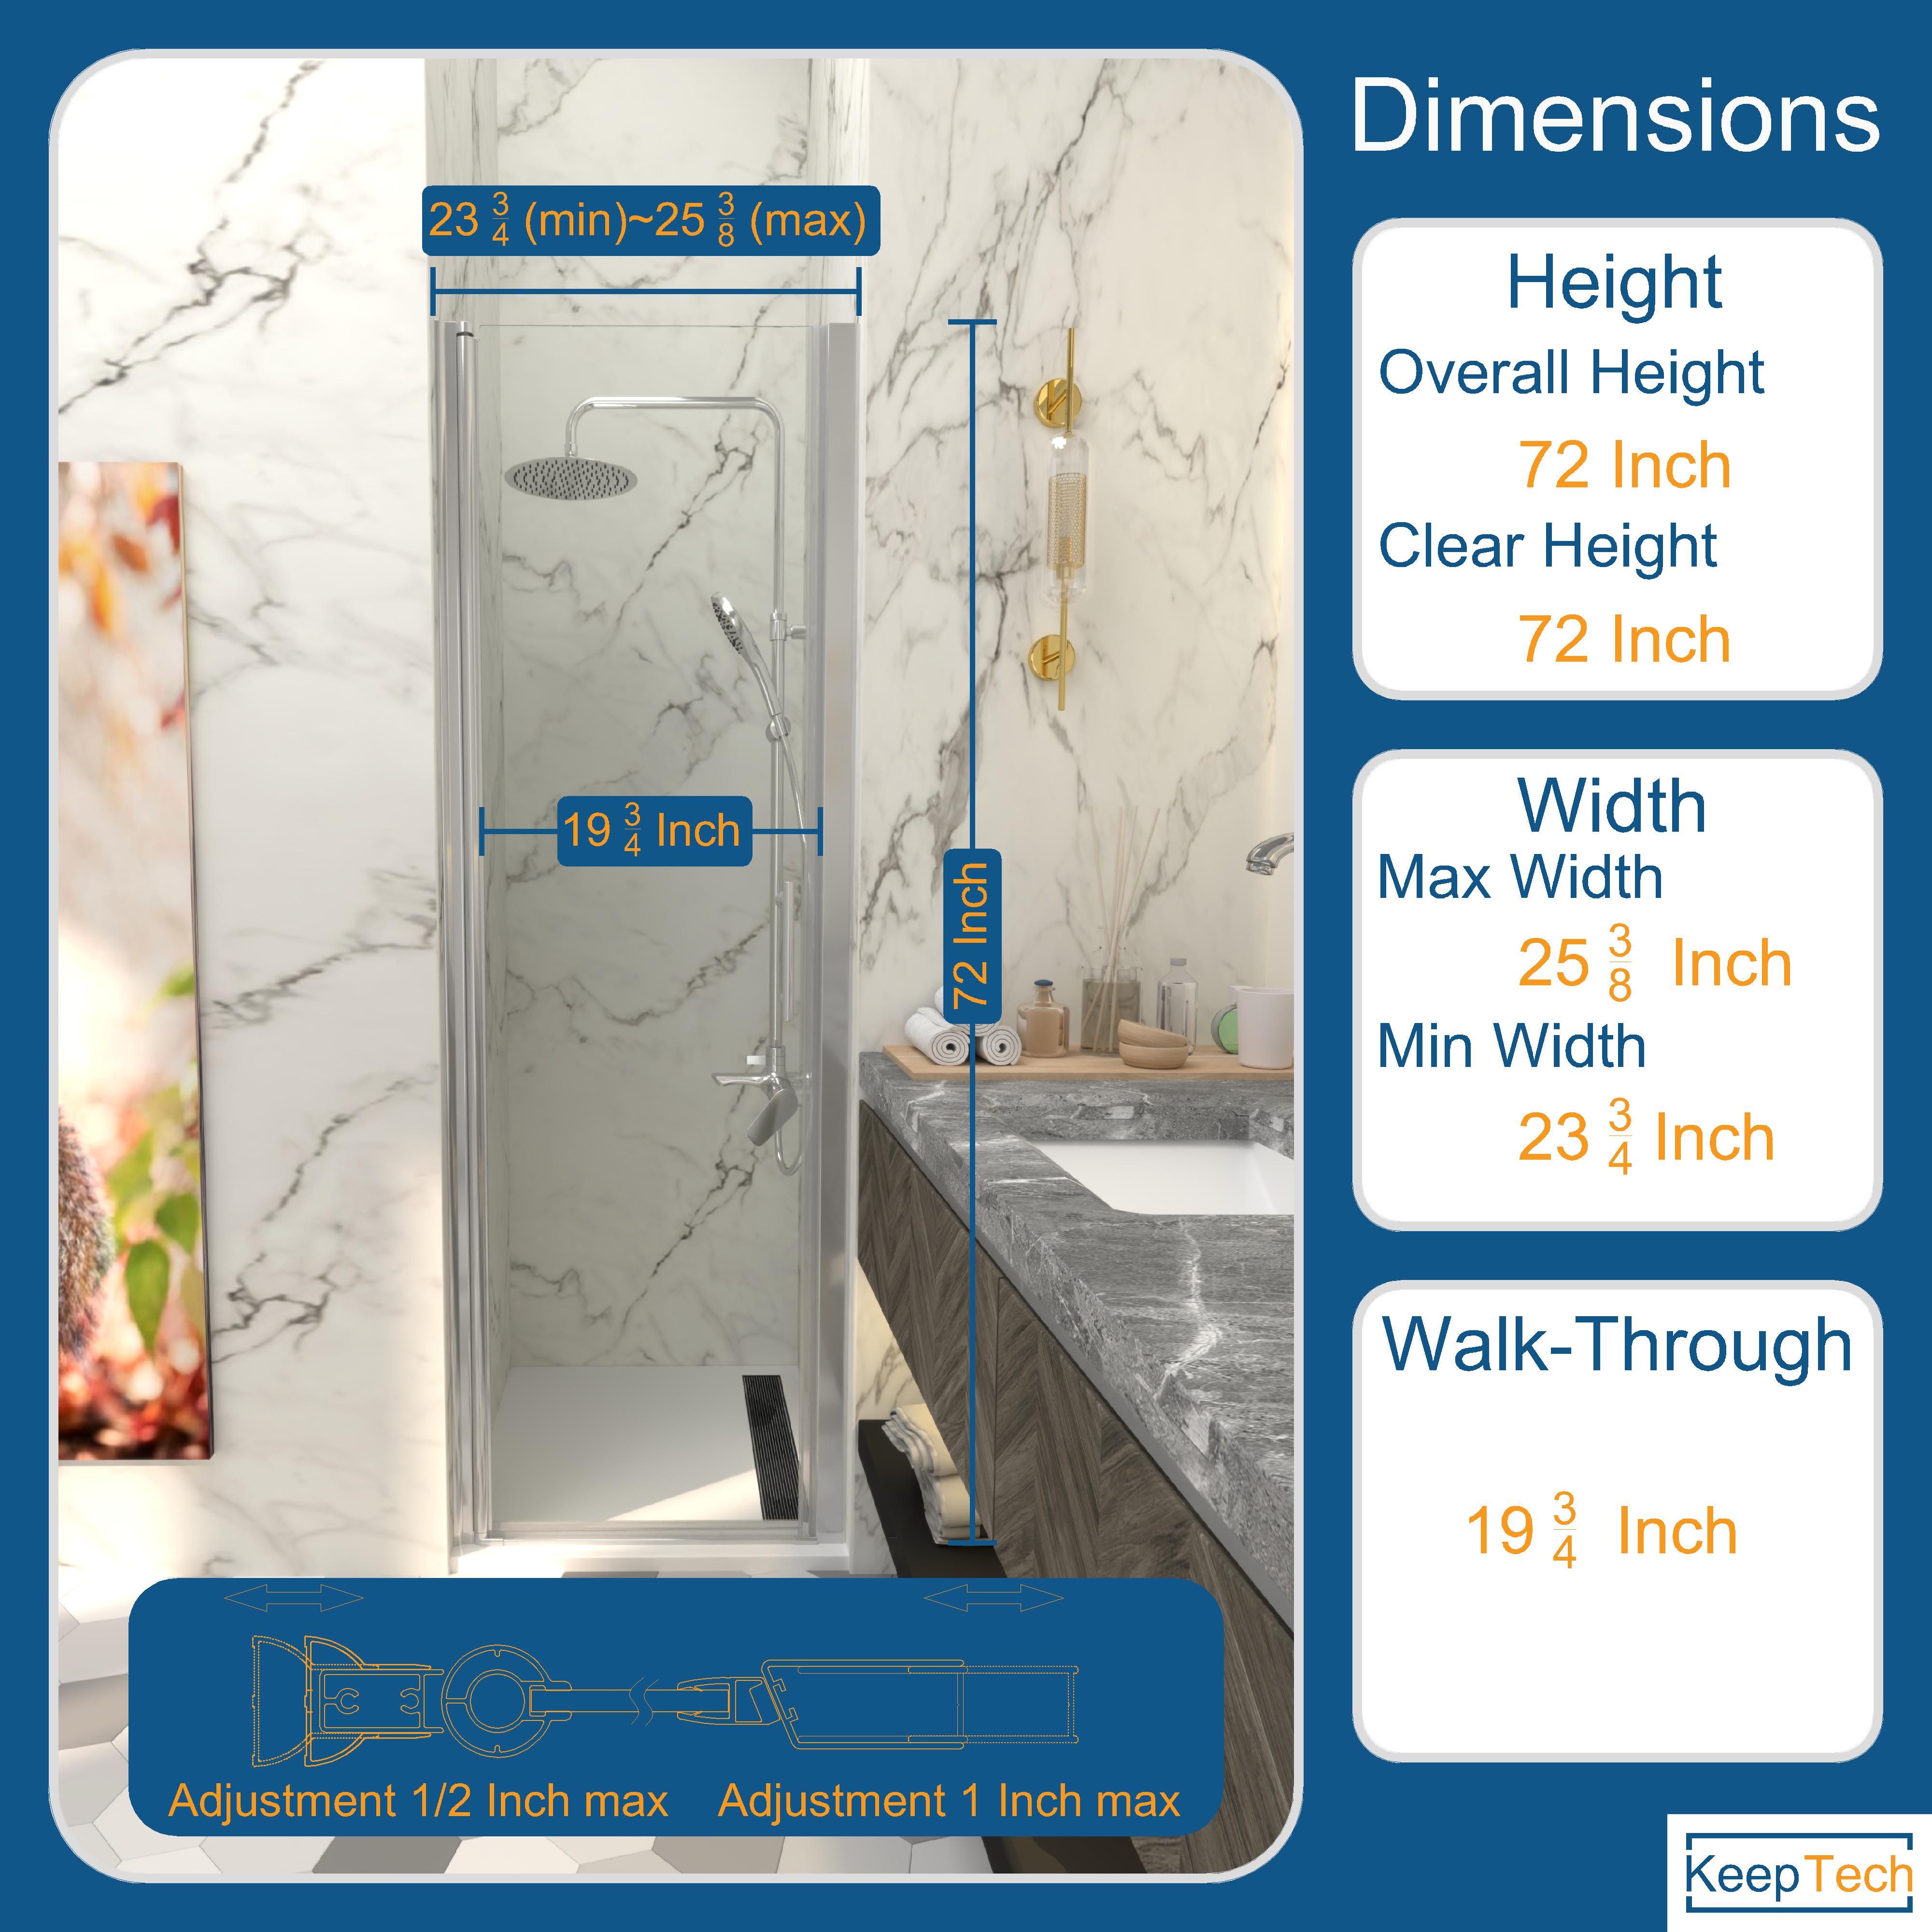 Dimensions
23 3/4 (min)~25 3/8 (max)
Height
Overall Height
72 Inch
Clear Height
72 Inch
19 3/4 Inch
72 Inch
Width
Max Width
25 3/8 Inch
Min Width
23 3/4 Inch
Walk-Through
19 3/4 Inch
Adjustment 1/2 Inch max
Adjustment 1 Inch max
KeepTech